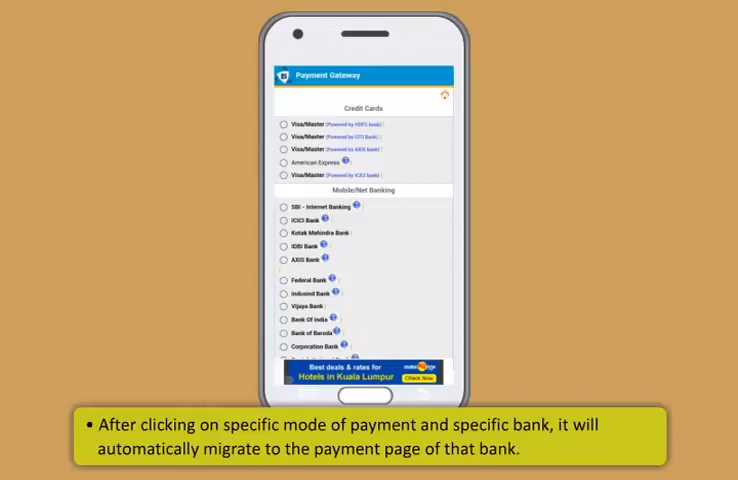 Payment Gateway
Credit Cards
Visa/Master (Powered by HDFC bank) |
Visa/Master (Powered by CITI Bank) |
Visa/Master (Powered by AXIS bank) |
American Express |
Visa/Master (Powered by ICICI bank) |
Mobile/Net Banking
SBI - Internet Banking |
ICICI Bank |
Kotak Mahindra Bank |
IDBI Bank |
AXIS Bank
|
Federal Bank |
Indusind Bank |
Vijaya Bank |
Bank Of India |
Bank of Baroda |
Corporation Bank |
Best deals & rates for
Hotels in Kuala Lumpur
Check Now
• After clicking on specific mode of payment and specific bank, it will
automatically migrate to the payment page of that bank.